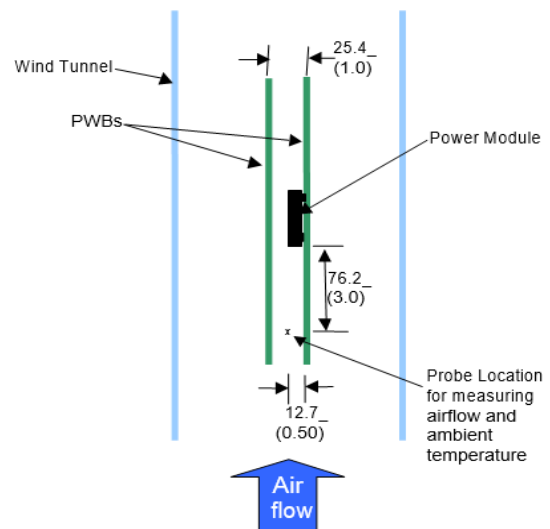 25.4_
(1.0)
Wind Tunnel
PWBs
Power Module
76.2_
(3.0)
x
Probe Location
for measuring
airflow and
ambient
temperature
12.7_
(0.50)
Air
flow